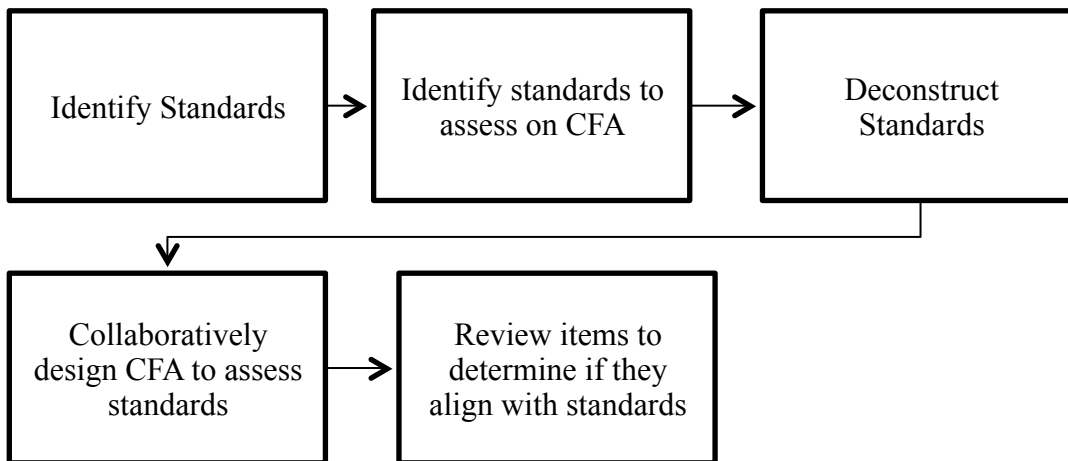 Identify Standards
Identify standards to
assess on CFA
Deconstruct
Standards
Collaboratively
design CFA to assess
standards
Review items to
determine if they
align with standards